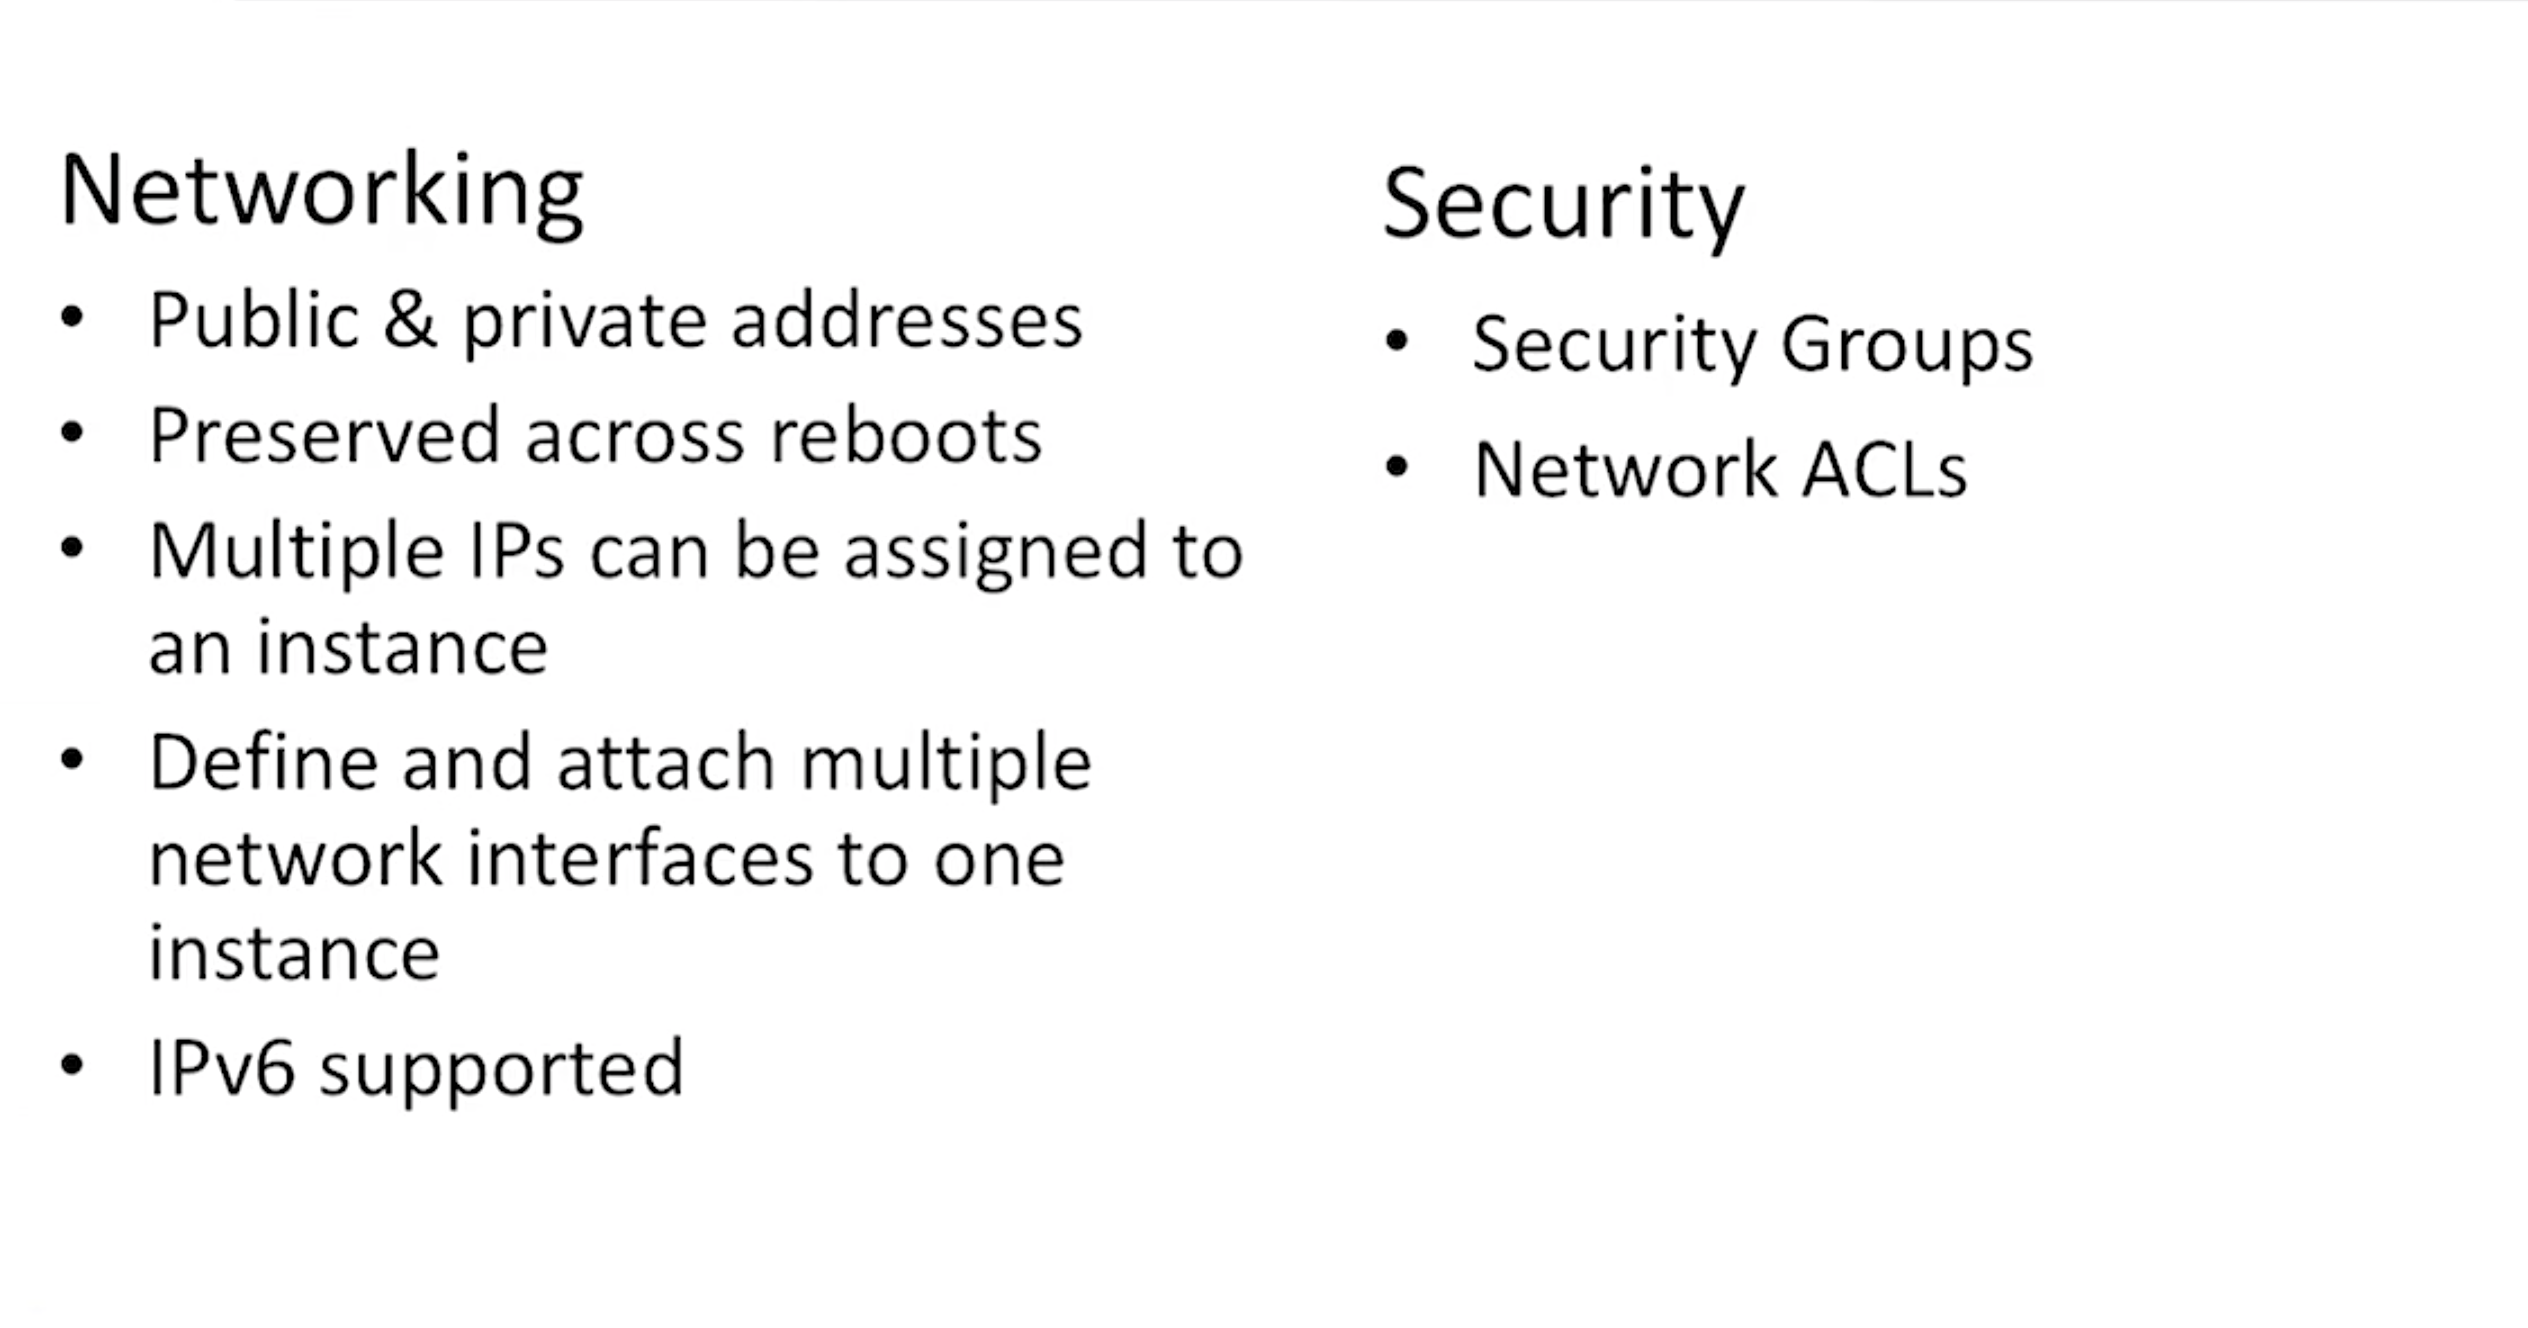 Networking
• Public & private addresses
• Preserved across reboots
• Multiple IPs can be assigned to
an instance
• Define and attach multiple
network interfaces to one
instance
• IPv6 supported
Security
• Security Groups
• Network ACLs